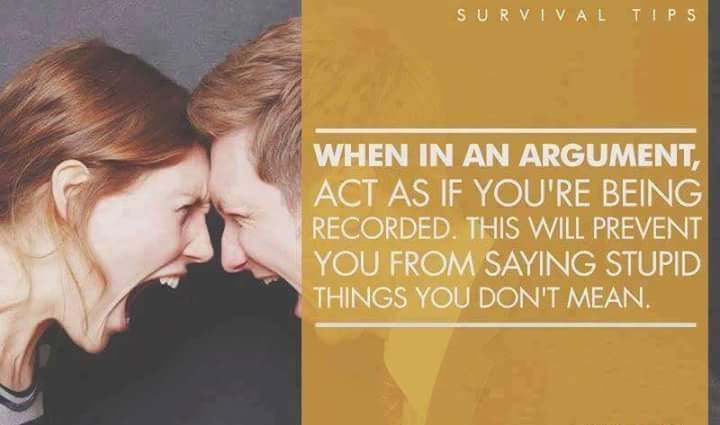 SURVIVAL TIPS
WHEN IN AN ARGUMENT,
ACT AS IF YOU'RE BEING
RECORDED. THIS WILL PREVENT
YOU FROM SAYING STUPID
THINGS YOU DON'T MEAN.